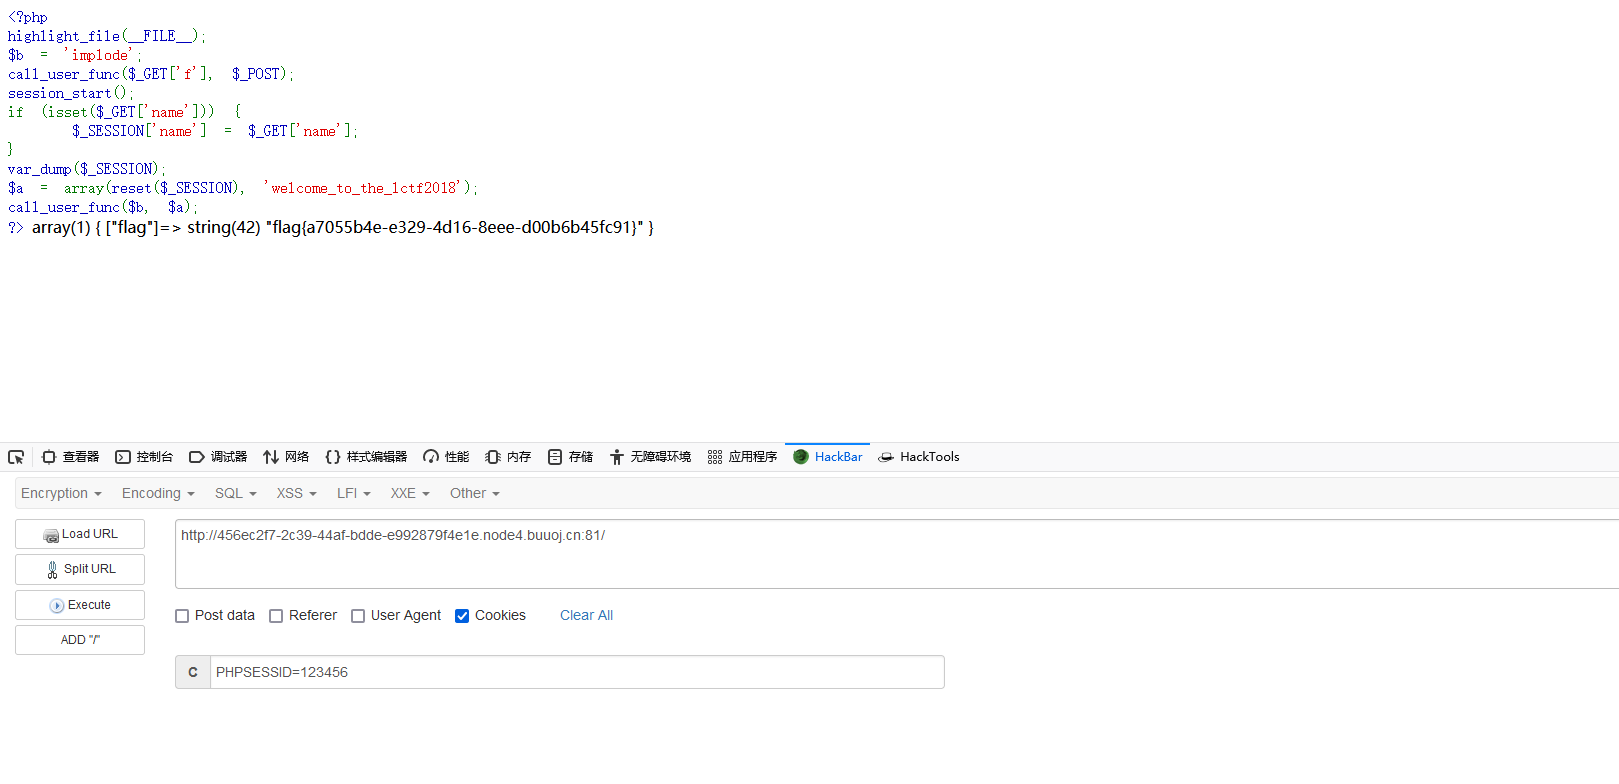 <?php
highlight_file(__FILE__);
$b = 'implode';
call_user_func($_GET['f'], $_POST);
session_start();
if (isset($_GET['name'])) {
$_SESSION['name'] = $_GET['name'];
}
var_dump($_SESSION);
$a = array(reset($_SESSION), 'welcome_to_the_lctf2018');
call_user_func($b, $a);
?> array(1) { ["flag"]=> string(42) "flag{a7055b4e-e329-4d16-8eee-d00b6b45fc91}" }
查看器 控制台 调试器 网络 样式编辑器 性能 内存 存储 无障碍环境 应用程序 HackBar HackTools
Encryption Encoding SQL XSS LFI XXE Other
Load URL
http://456ec2f7-2c39-44af-bdde-e992879f4e1e.node4.buuoj.cn:81/
Split URL
Execute
ADD "/"
Post data Referer User Agent Cookies Clear All
C PHPSESSID=123456